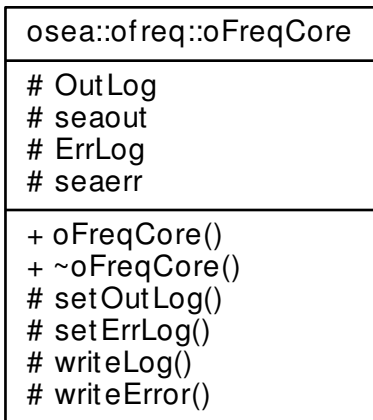 osea::ofreq::oFreqCore
# OutLog
# seaout
# ErrLog
# seaerr
+ oFreqCore()
+ ~oFreqCore()
# setOutLog()
# setErrLog()
# writeLog()
# writeError()